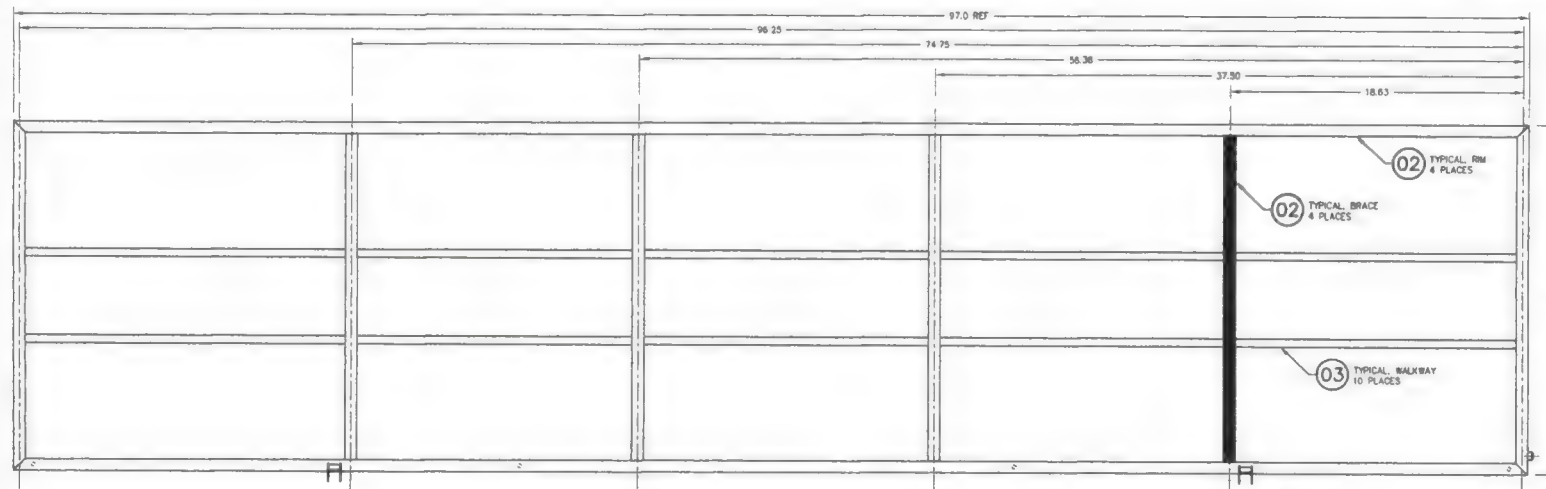 97.0 REF
96.25
74.75
56.38
37.50
18.63
02 TYPICAL, RIM
4 PLACES
02 TYPICAL, BRACE
4 PLACES
03 TYPICAL, WALKWAY
10 PLACES